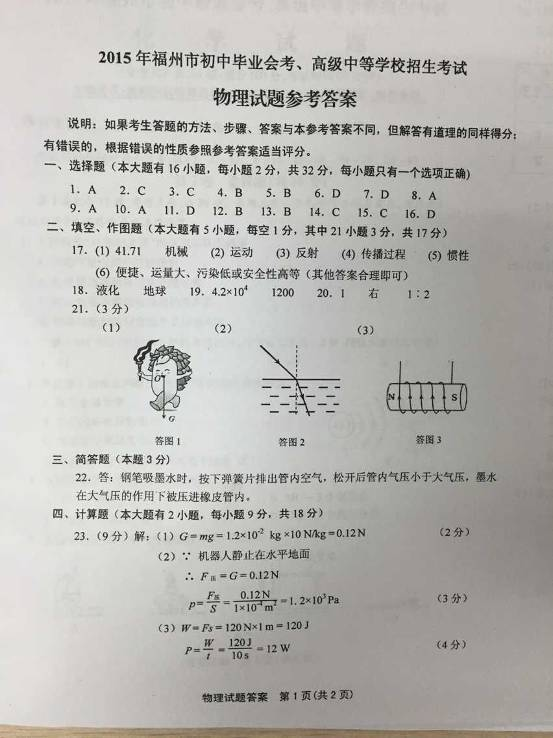 2015 年福州市初中毕业会考、高级中等学校招生考试
物理试题参考答案
说明：如果考生答题的方法、步骤、答案与本参考答案不同，但解答有道理的同样得分；
有错误的，根据错误的性质参照参考答案适当评分。
一、选择题（本大题有 16 小题，每小题 2 分，共 32 分，每小题只有一个选项正确）
1．A 2．C 3．C 4．B 5．B 6．D 7．D 8．A
9．A 10．A 11．D 12．B 13．B 14．C 15．C 16．D
二、填空、作图题（本大题有 5 小题，每空 1 分，其中 21 小题 3 分，共 17 分）
17．(1) 41.71 机械 (2) 运动 (3) 反射 (4) 传播过程 (5) 惯性
(6) 便捷、运量大、污染低或安全性高等（其他答案合理即可）
18．液化 地球 19．4.2×10⁴ 1200 20．1 右 1∶2
21．（3 分）
（1） （2） （3）
G
N S
答图 1 答图 2 答图 3
三、简答题（本题 3 分）
22．答：钢笔吸墨水时，按下弹簧片排出管内空气，松开后管内气压小于大气压，墨水
在大气压的作用下被压进橡皮管内。
四、计算题（本大题有 2 小题，每小题 9 分，共 18 分）
23．（9 分）解：（1）G = mg = 1.2×10⁻² kg ×10 N/kg = 0.12 N （2 分）
（2）∵ 机器人静止在水平地面
∴ F压 = G = 0.12 N
p= F压/S = 0.12 N/1×10⁻⁴ m² =1.2×10³ Pa （3 分）
（3）W= Fs = 120 N×1 m = 120 J
P= W/t = 120 J/10 s = 12 W （4 分）
物理试题答案 第 1 页(共 2 页)